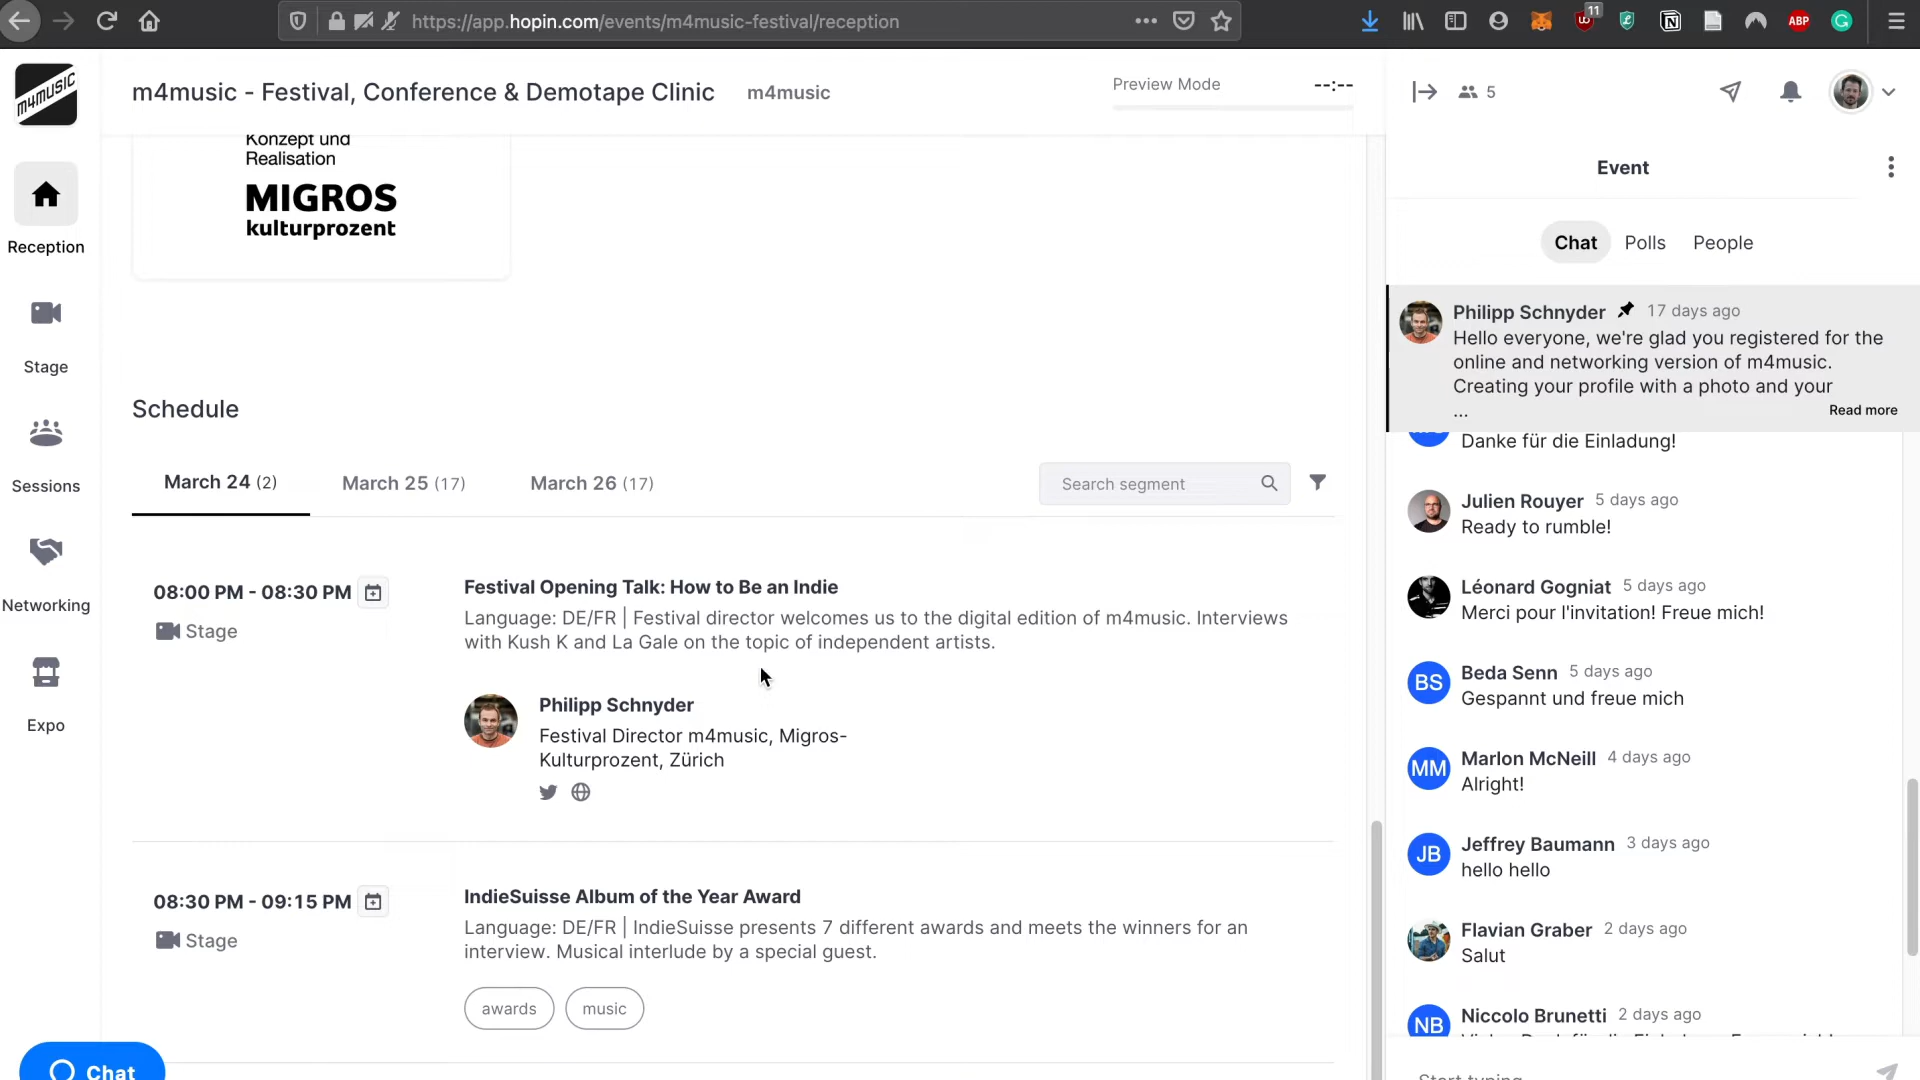 https://app.hopin.com/events/m4music-festival/reception
11
ABP
m4music
m4music - Festival, Conference & Demotape Clinic
m4music
Preview Mode
--:--
5
Konzept und
Realisation
MIGROS
kulturprozent
Reception
Stage
Sessions
Networking
Expo
Schedule
March 24 (2)
March 25 (17)
March 26 (17)
Search segment
08:00 PM - 08:30 PM
Stage
Festival Opening Talk: How to Be an Indie
Language: DE/FR | Festival director welcomes us to the digital edition of m4music. Interviews
with Kush K and La Gale on the topic of independent artists.
Philipp Schnyder
Festival Director m4music, Migros-
Kulturprozent, Zürich
08:30 PM - 09:15 PM
Stage
IndieSuisse Album of the Year Award
Language: DE/FR | IndieSuisse presents 7 different awards and meets the winners for an
interview. Musical interlude by a special guest.
awards
music
Chat
Event
Chat
Polls
People
Philipp Schnyder 17 days ago
Hello everyone, we're glad you registered for the
online and networking version of m4music.
Creating your profile with a photo and your
...
Read more
Danke für die Einladung!
Julien Rouyer 5 days ago
Ready to rumble!
Léonard Gogniat 5 days ago
Merci pour l'invitation! Freue mich!
BS
Beda Senn 5 days ago
Gespannt und freue mich
MM
Marlon McNeill 4 days ago
Alright!
JB
Jeffrey Baumann 3 days ago
hello hello
Flavian Graber 2 days ago
Salut
NB
Niccolo Brunetti 2 days ago
Start typing